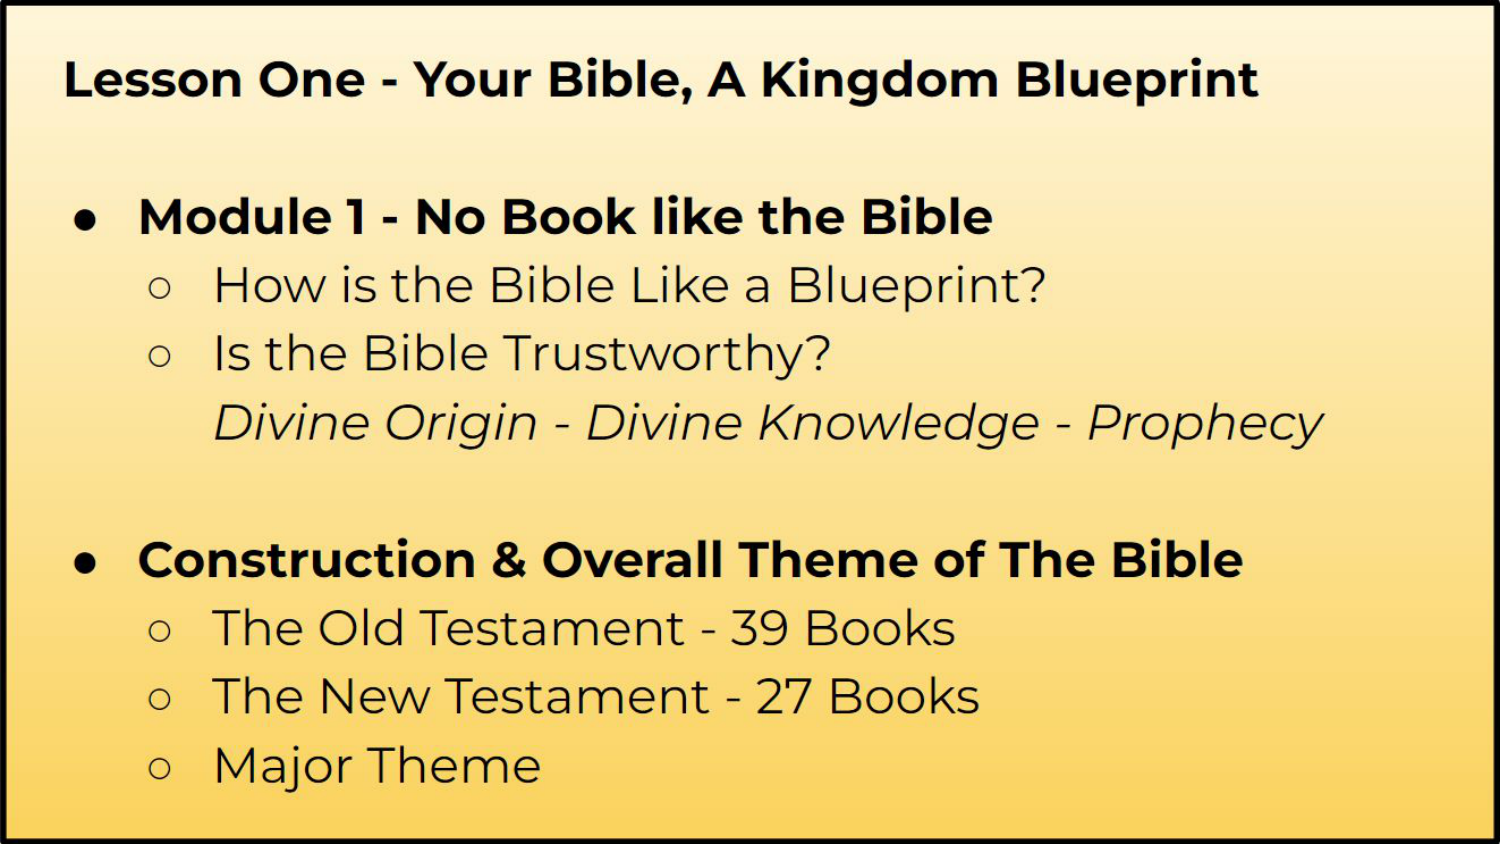 Lesson One - Your Bible, A Kingdom Blueprint
● Module 1 - No Book like the Bible
○ How is the Bible Like a Blueprint?
○ Is the Bible Trustworthy?
Divine Origin - Divine Knowledge - Prophecy
● Construction & Overall Theme of The Bible
○ The Old Testament - 39 Books
○ The New Testament - 27 Books
○ Major Theme